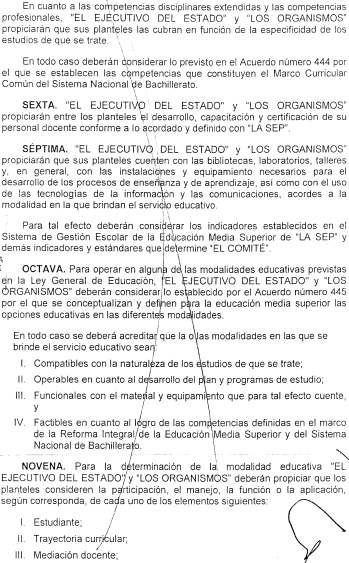 En cuanto a las competencias disciplinares extendidas y las competencias
profesionales, "EL EJECUTIVO DEL ESTADO" y "LOS ORGANISMOS"
propiciarán que sus planteles las cubran en función de la especificidad de los
estudios de que se trate.
En todo caso deberán considerar lo previsto en el Acuerdo número 444 por
el que se establecen las competencias que constituyen el Marco Curricular
Común del Sistema Nacional de Bachillerato.
SEXTA. "EL EJECUTIVO DEL ESTADO" y "LOS ORGANISMOS"
propiciarán entre los planteles el desarrollo, capacitación y certificación de su
personal docente conforme a lo acordado y definido con "LA SEP".
SÉPTIMA. "EL EJECUTIVO DEL ESTADO" y "LOS ORGANISMOS"
propiciarán que sus planteles cuenten con las bibliotecas, laboratorios, talleres
y, en general, con las instalaciones y equipamiento necesarios para el
desarrollo de los procesos de enseñanza y de aprendizaje, así como con el uso
de las tecnologías de la información y las comunicaciones, acordes a la
modalidad en la que brindan el servicio educativo.
Para tal efecto deberán considerar los indicadores establecidos en el
Sistema de Gestión Escolar de la Educación Media Superior de "LA SEP" y
demás indicadores y estándares que determine "EL COMITÉ".
OCTAVA. Para operar en alguna de las modalidades educativas previstas
en la Ley General de Educación, "EL EJECUTIVO DEL ESTADO" y "LOS
ORGANISMOS" deberán considerar lo establecido por el Acuerdo número 445
por el que se conceptualizan y definen para la educación media superior las
opciones educativas en las diferentes modalidades.
En todo caso se deberá acreditar que la o las modalidades en las que se
brinde el servicio educativo sean:
I. Compatibles con la naturaleza de los estudios de que se trate;
II. Operables en cuanto al desarrollo del plan y programas de estudio;
III. Funcionales con el material y equipamiento que para tal efecto cuente,
y
IV. Factibles en cuanto al logro de las competencias definidas en el marco
de la Reforma Integral de la Educación Media Superior y del Sistema
Nacional de Bachillerato.
NOVENA. Para la determinación de la modalidad educativa "EL
EJECUTIVO DEL ESTADO" y "LOS ORGANISMOS" deberán propiciar que los
planteles consideren la participación, el manejo, la función o la aplicación,
según corresponda, de cada uno de los elementos siguientes:
I. Estudiante;
II. Trayectoria curricular;
III. Mediación docente;